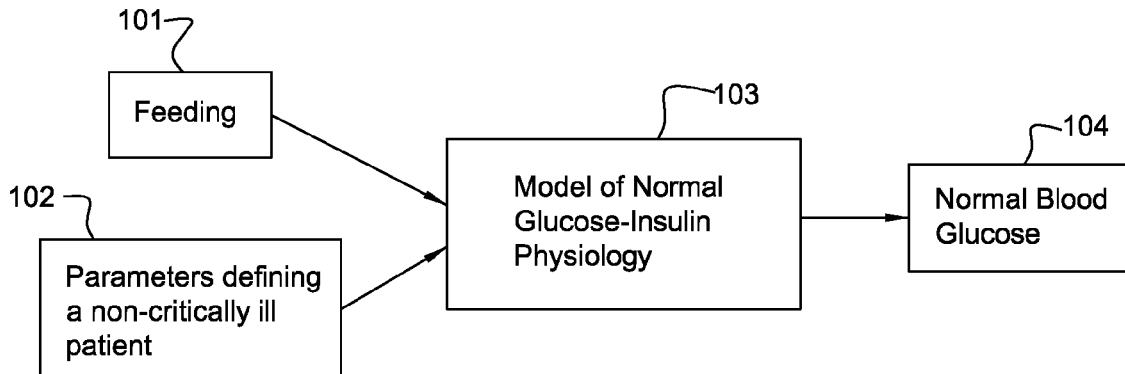 101
Feeding
102
Parameters defining
a non-critically ill
patient
103
Model of Normal
Glucose-Insulin
Physiology
104
Normal Blood
Glucose